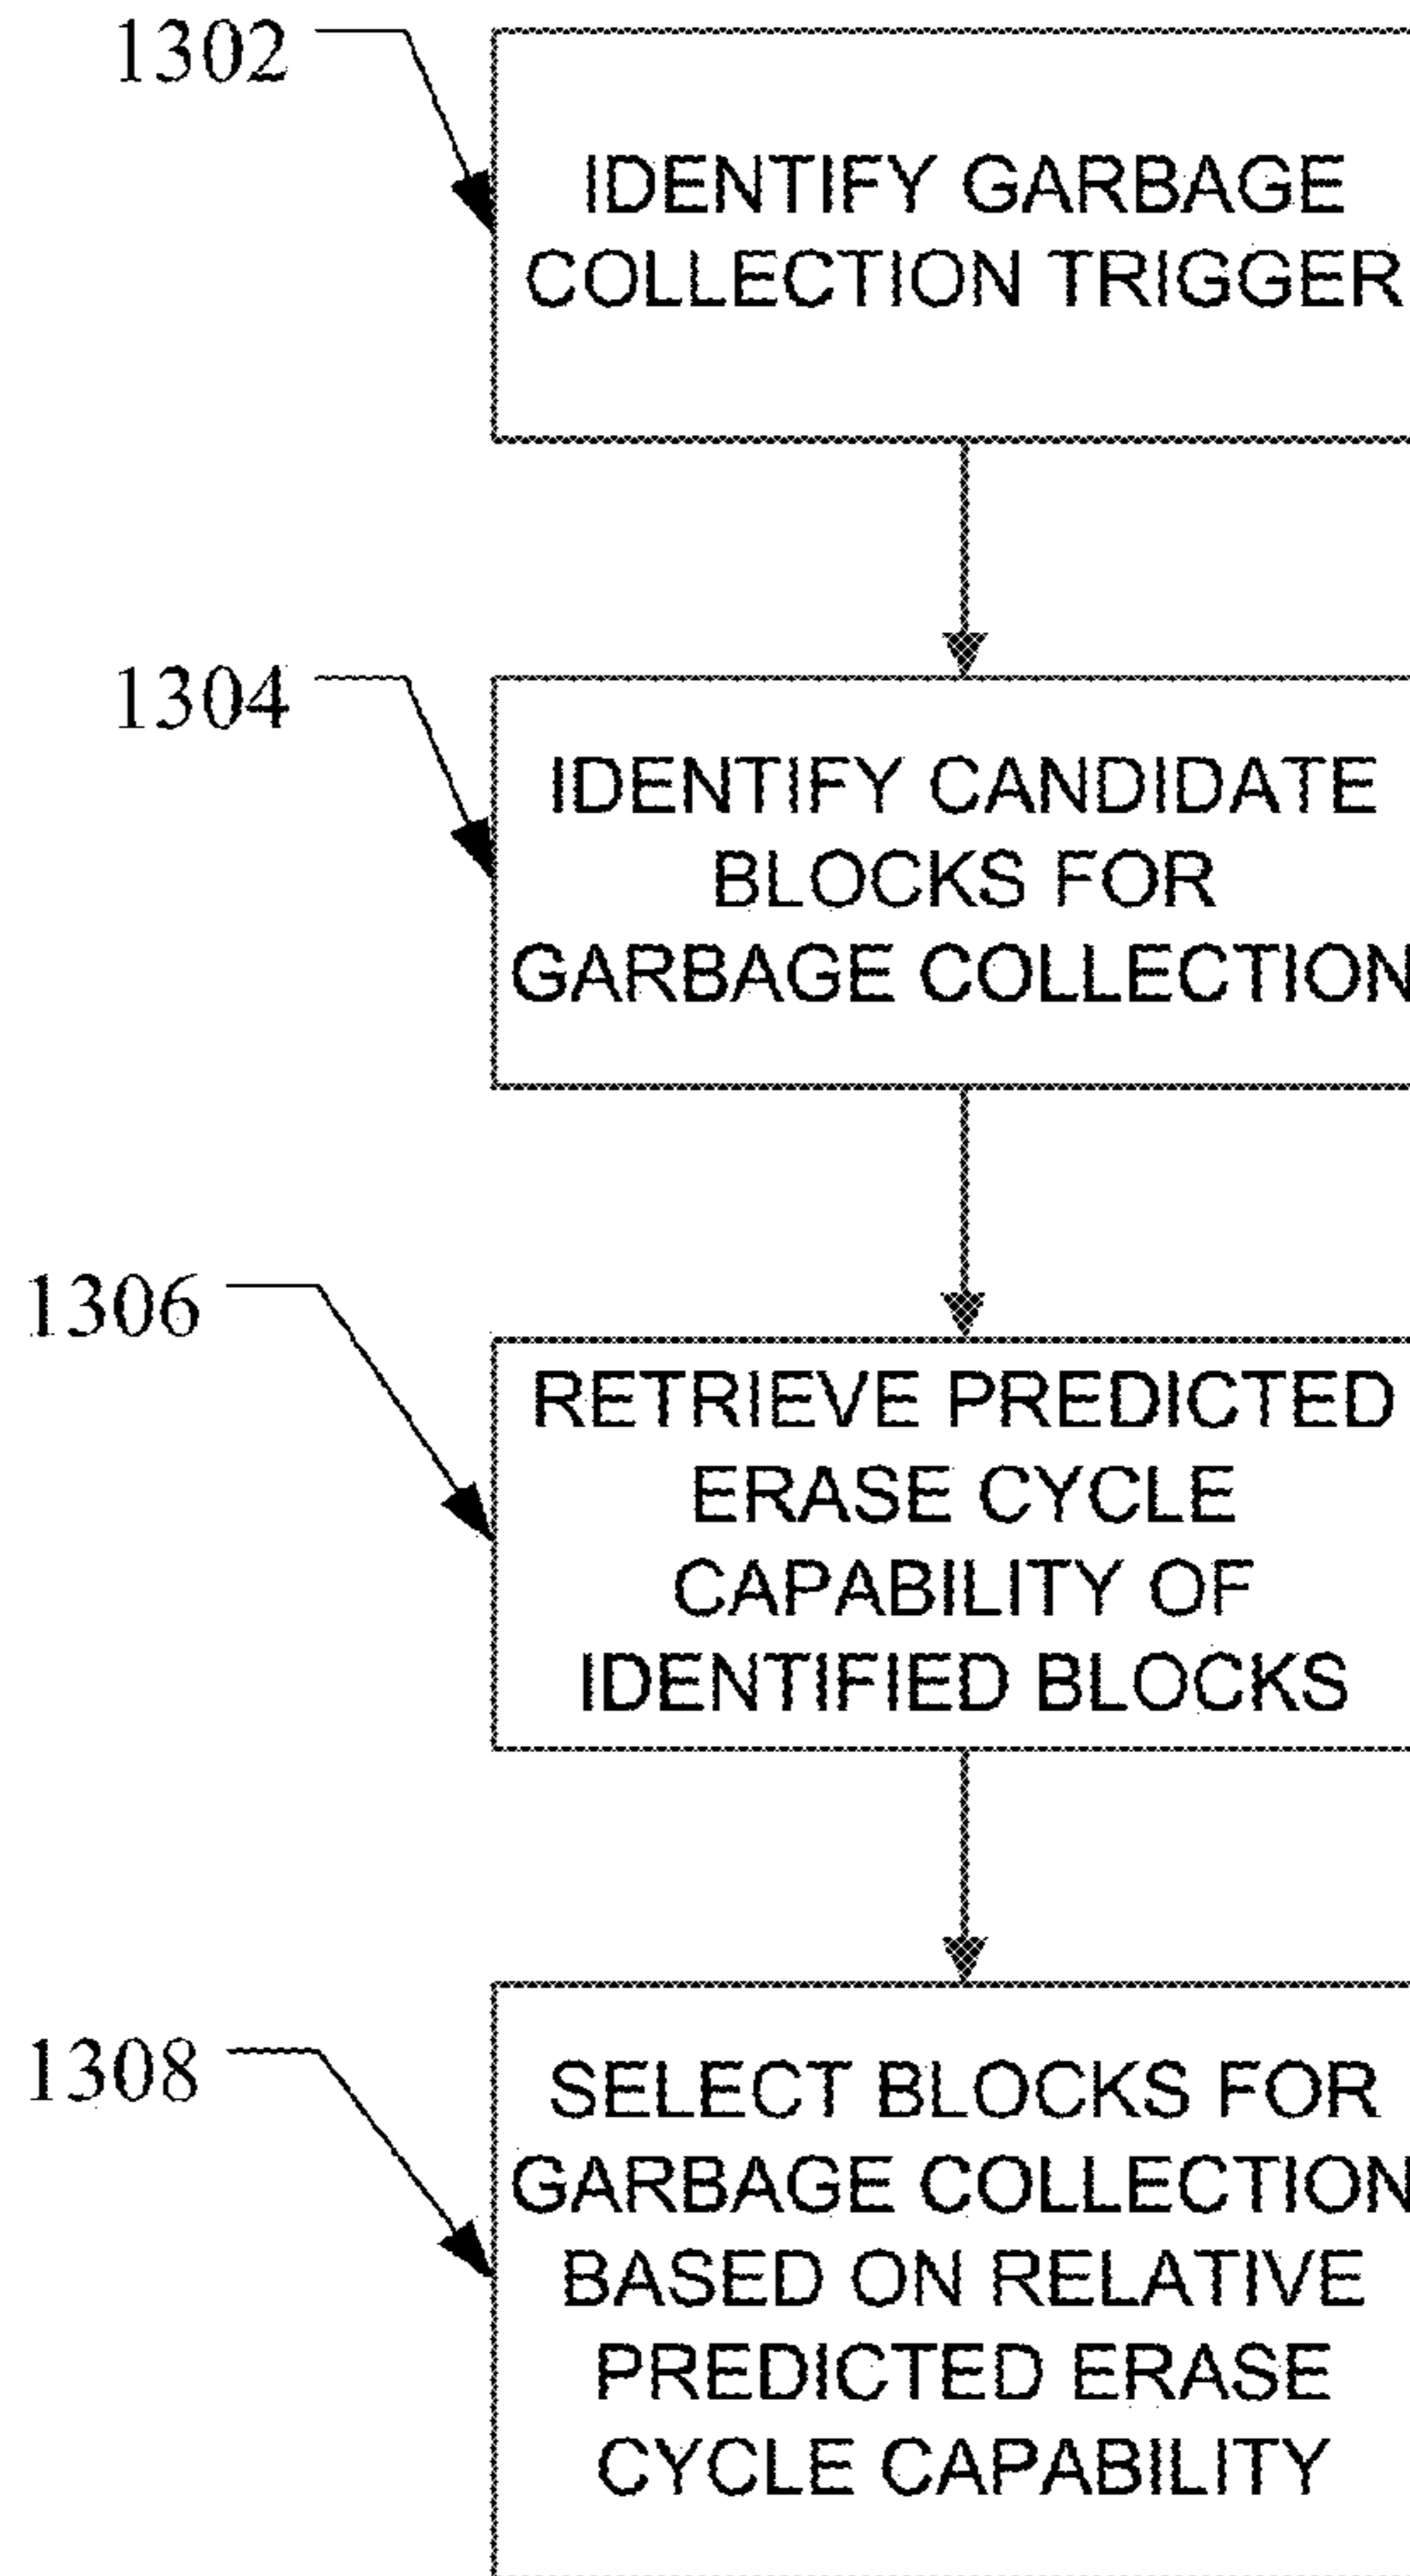 1302
IDENTIFY GARBAGE
COLLECTION TRIGGER
1304
IDENTIFY CANDIDATE
BLOCKS FOR
GARBAGE COLLECTION
1306
RETRIEVE PREDICTED
ERASE CYCLE
CAPABILITY OF
IDENTIFIED BLOCKS
1308
SELECT BLOCKS FOR
GARBAGE COLLECTION
BASED ON RELATIVE
PREDICTED ERASE
CYCLE CAPABILITY